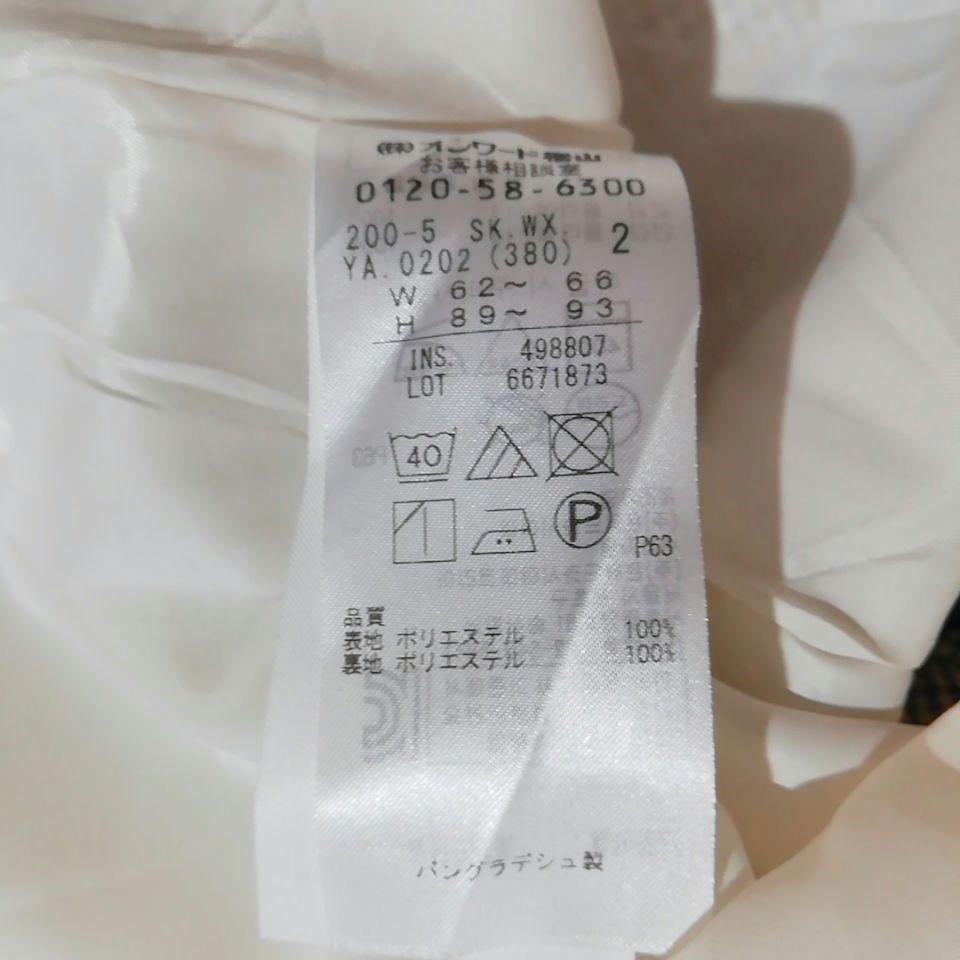 (株)オンワード樫山
お客様相談室
0120-58-6300
200-5 SK.WX. 2
YA.0202(380)
W 62〜 66
H 89〜 93
INS. 498807
LOT 6671873
40
P
P63
品質
表地 ポリエステル 100%
裏地 ポリエステル 100%
バングラデシュ製